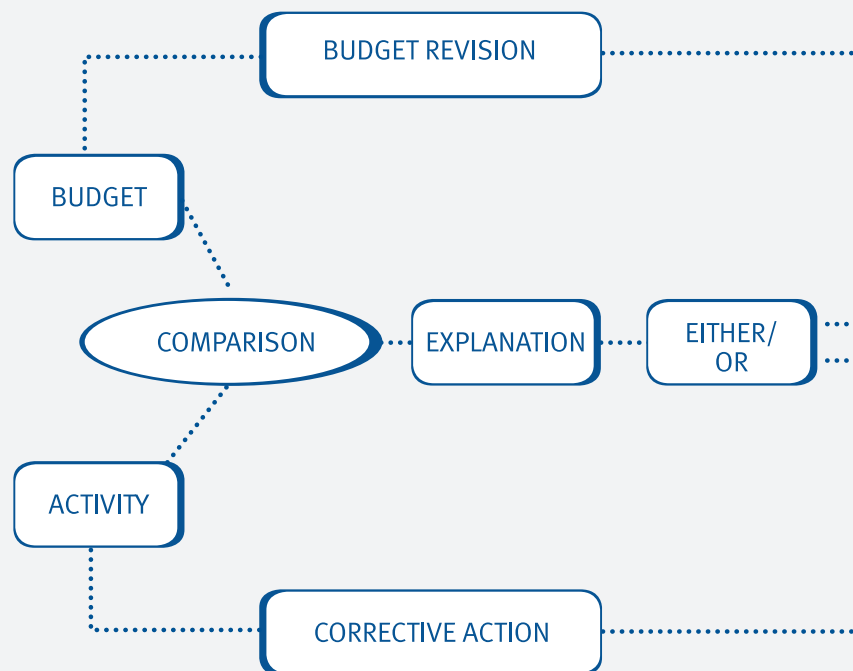 BUDGET REVISION
BUDGET
COMPARISON
EXPLANATION
EITHER/
OR
ACTIVITY
CORRECTIVE ACTION